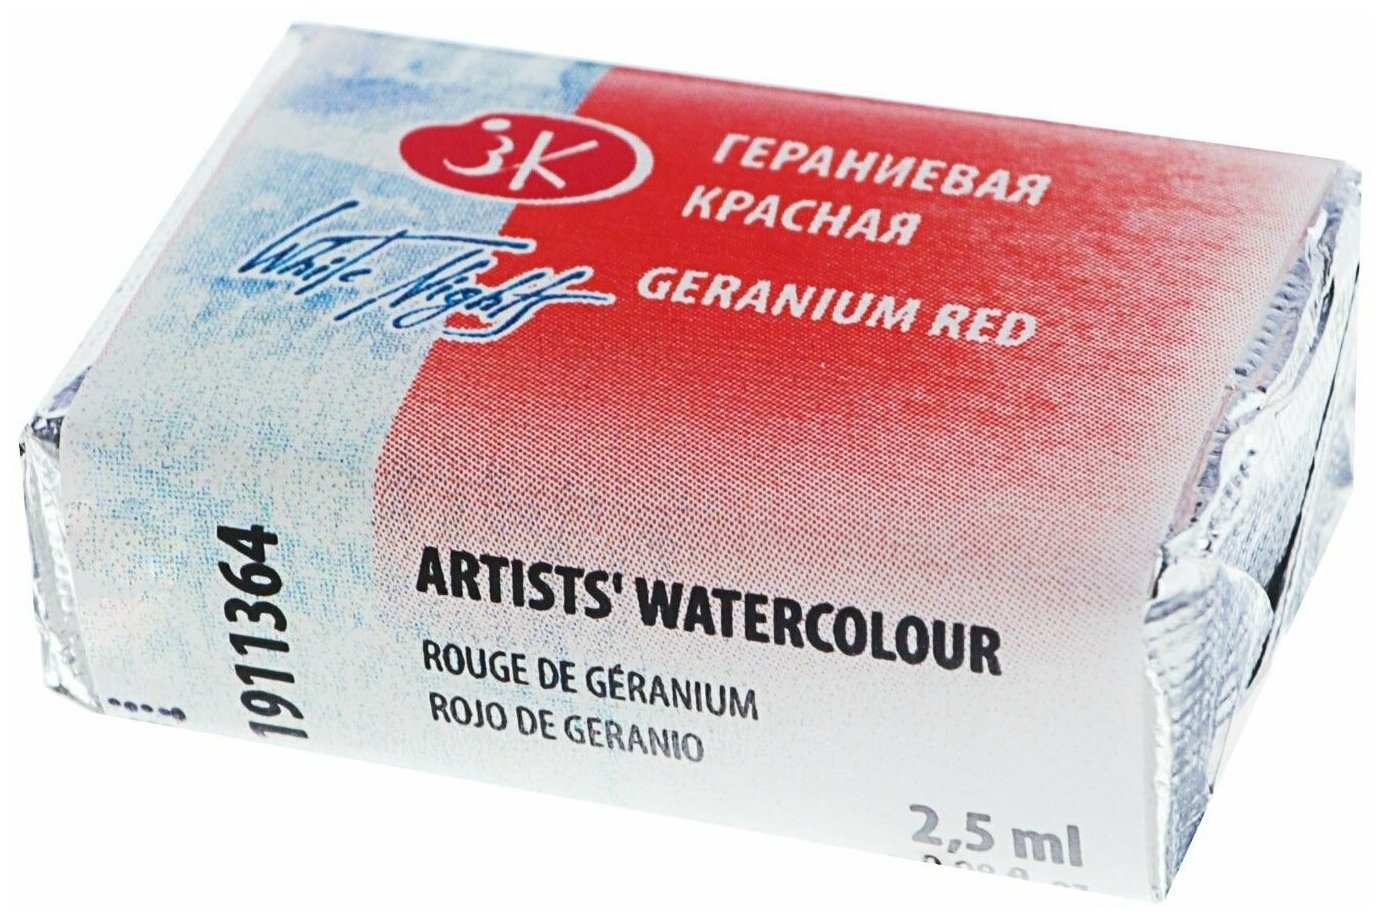 ЗК
White Nights
ГЕРАНИЕВАЯ
КРАСНАЯ
GERANIUM RED
1911364
ARTISTS' WATERCOLOUR
ROUGE DE GÉRANIUM
ROJO DE GERANIO
2,5 ml